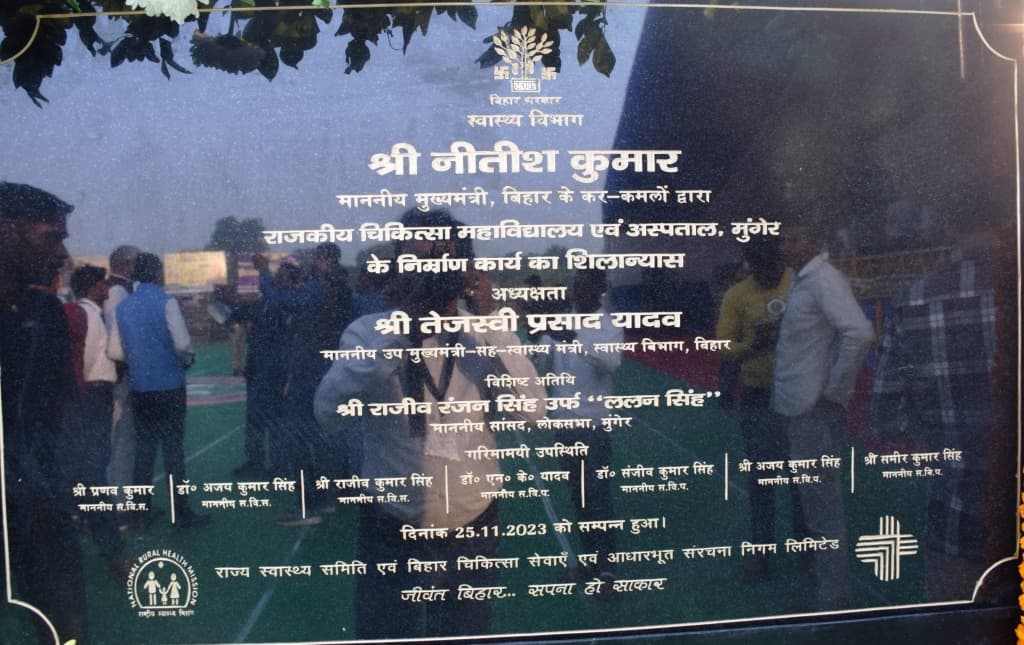 बिहार सरकार
स्वास्थ्य विभाग
श्री नीतीश कुमार
माननीय मुख्यमंत्री, बिहार के कर-कमलों द्वारा
राजकीय चिकित्सा महाविद्यालय एवं अस्पताल, मुंगेर
के निर्माण कार्य का शिलान्यास
अध्यक्षता
श्री तेजस्वी प्रसाद यादव
माननीय उप मुख्यमंत्री-सह-स्वास्थ्य मंत्री, स्वास्थ्य विभाग, बिहार
विशिष्ट अतिथि
श्री राजीव रंजन सिंह उर्फ “ललन सिंह”
माननीय सांसद, लोकसभा, मुंगेर
गरिमामयी उपस्थिति
श्री प्रणव कुमार
माननीय स.वि.स.
डॉ० अजय कुमार सिंह
माननीय स.वि.स.
श्री राजीव कुमार सिंह
माननीय स.वि.स.
डॉ० एन० के० यादव
माननीय स.वि.प.
डॉ० संजीव कुमार सिंह
माननीय स.वि.प.
श्री अजय कुमार सिंह
माननीय स.वि.प.
श्री समीर कुमार सिंह
माननीय स.वि.प.
दिनांक 25.11.2023 को सम्पन्न हुआ।
राज्य स्वास्थ्य समिति एवं बिहार चिकित्सा सेवाएँ एवं आधारभूत संरचना निगम लिमिटेड
जीवंत बिहार... सपना हो साकार
NATIONAL RURAL HEALTH MISSION
राष्ट्रीय स्वास्थ्य मिशन